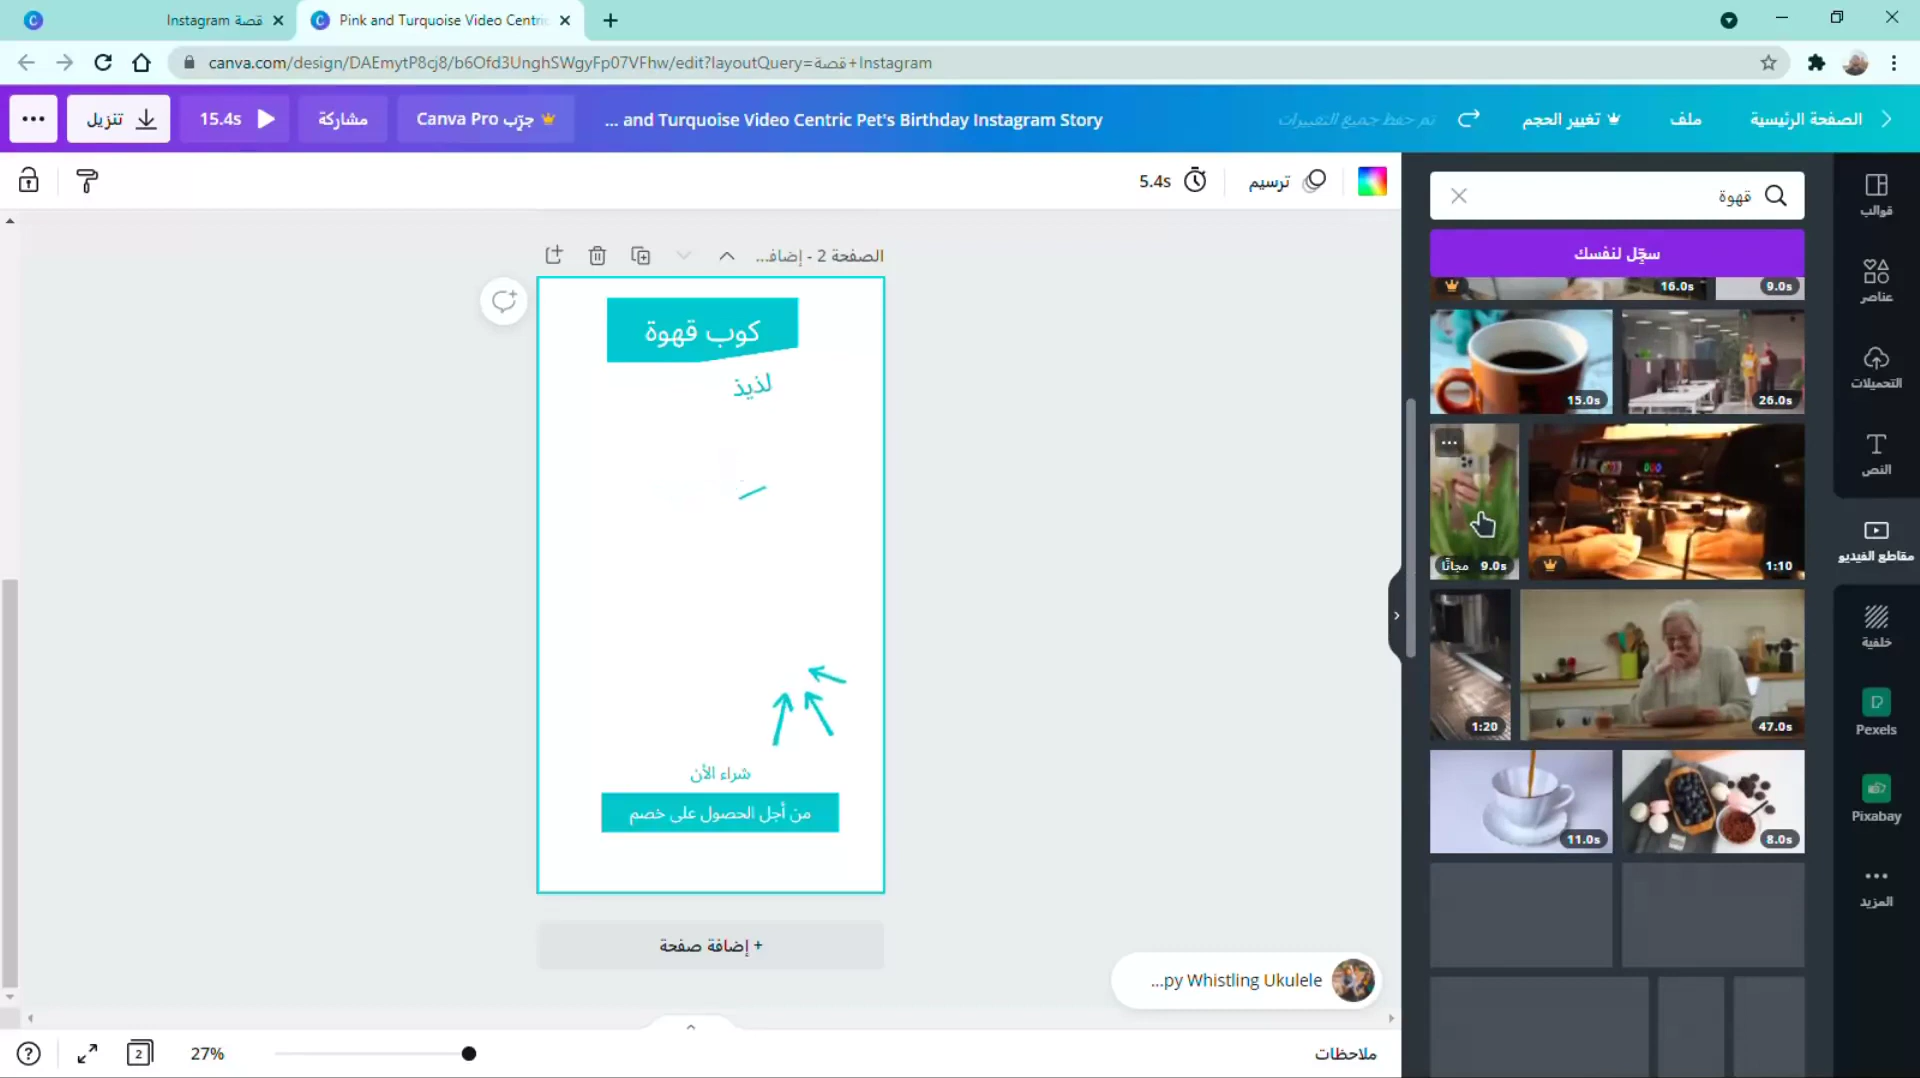 قصة Instagram
Pink and Turquoise Video Centric
canva.com/design/DAEmytP8cj8/b6Ofd3UnghSWgyFp07VFhw/edit?layoutQuery=قصة+Instagram
الصفحة الرئيسية
ملف
تغيير الحجم
تم حفظ جميع التغييرات
... and Turquoise Video Centric Pet's Birthday Instagram Story
جرّب Canva Pro
مشاركة
15.4s
تنزيل
ترسيم
5.4s
قهوة
سجّل لنفسك
16.0s
9.0s
15.0s
26.0s
مجانًا 9.0s
1:10
1:20
47.0s
11.0s
8.0s
قوالب
عناصر
التحميلات
النص
مقاطع الفيديو
خلفية
Pexels
Pixabay
المزيد
الصفحة 2 - إضاف...
كوب قهوة
لذيذ
شراء الأن
من أجل الحصول على خصم
+ إضافة صفحة
...py Whistling Ukulele
2
27%
ملاحظات